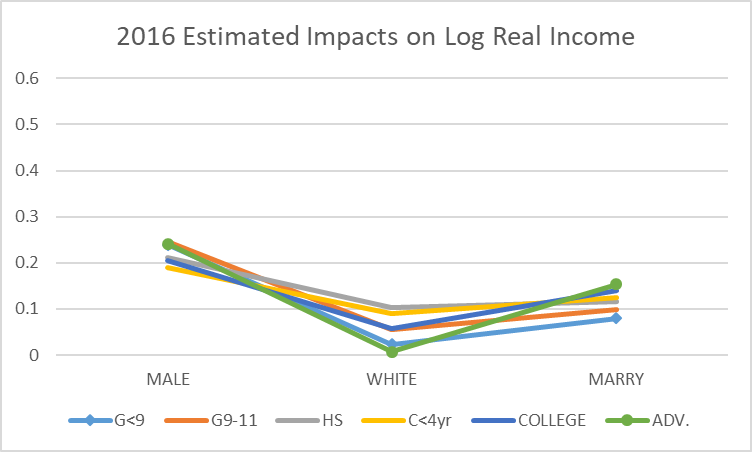 2016 Estimated Impacts on Log Real Income
0.6
0.5
0.4
0.3
0.2
0.1
0
MALE WHITE MARRY
G<9 G9-11 HS C<4yr COLLEGE ADV.